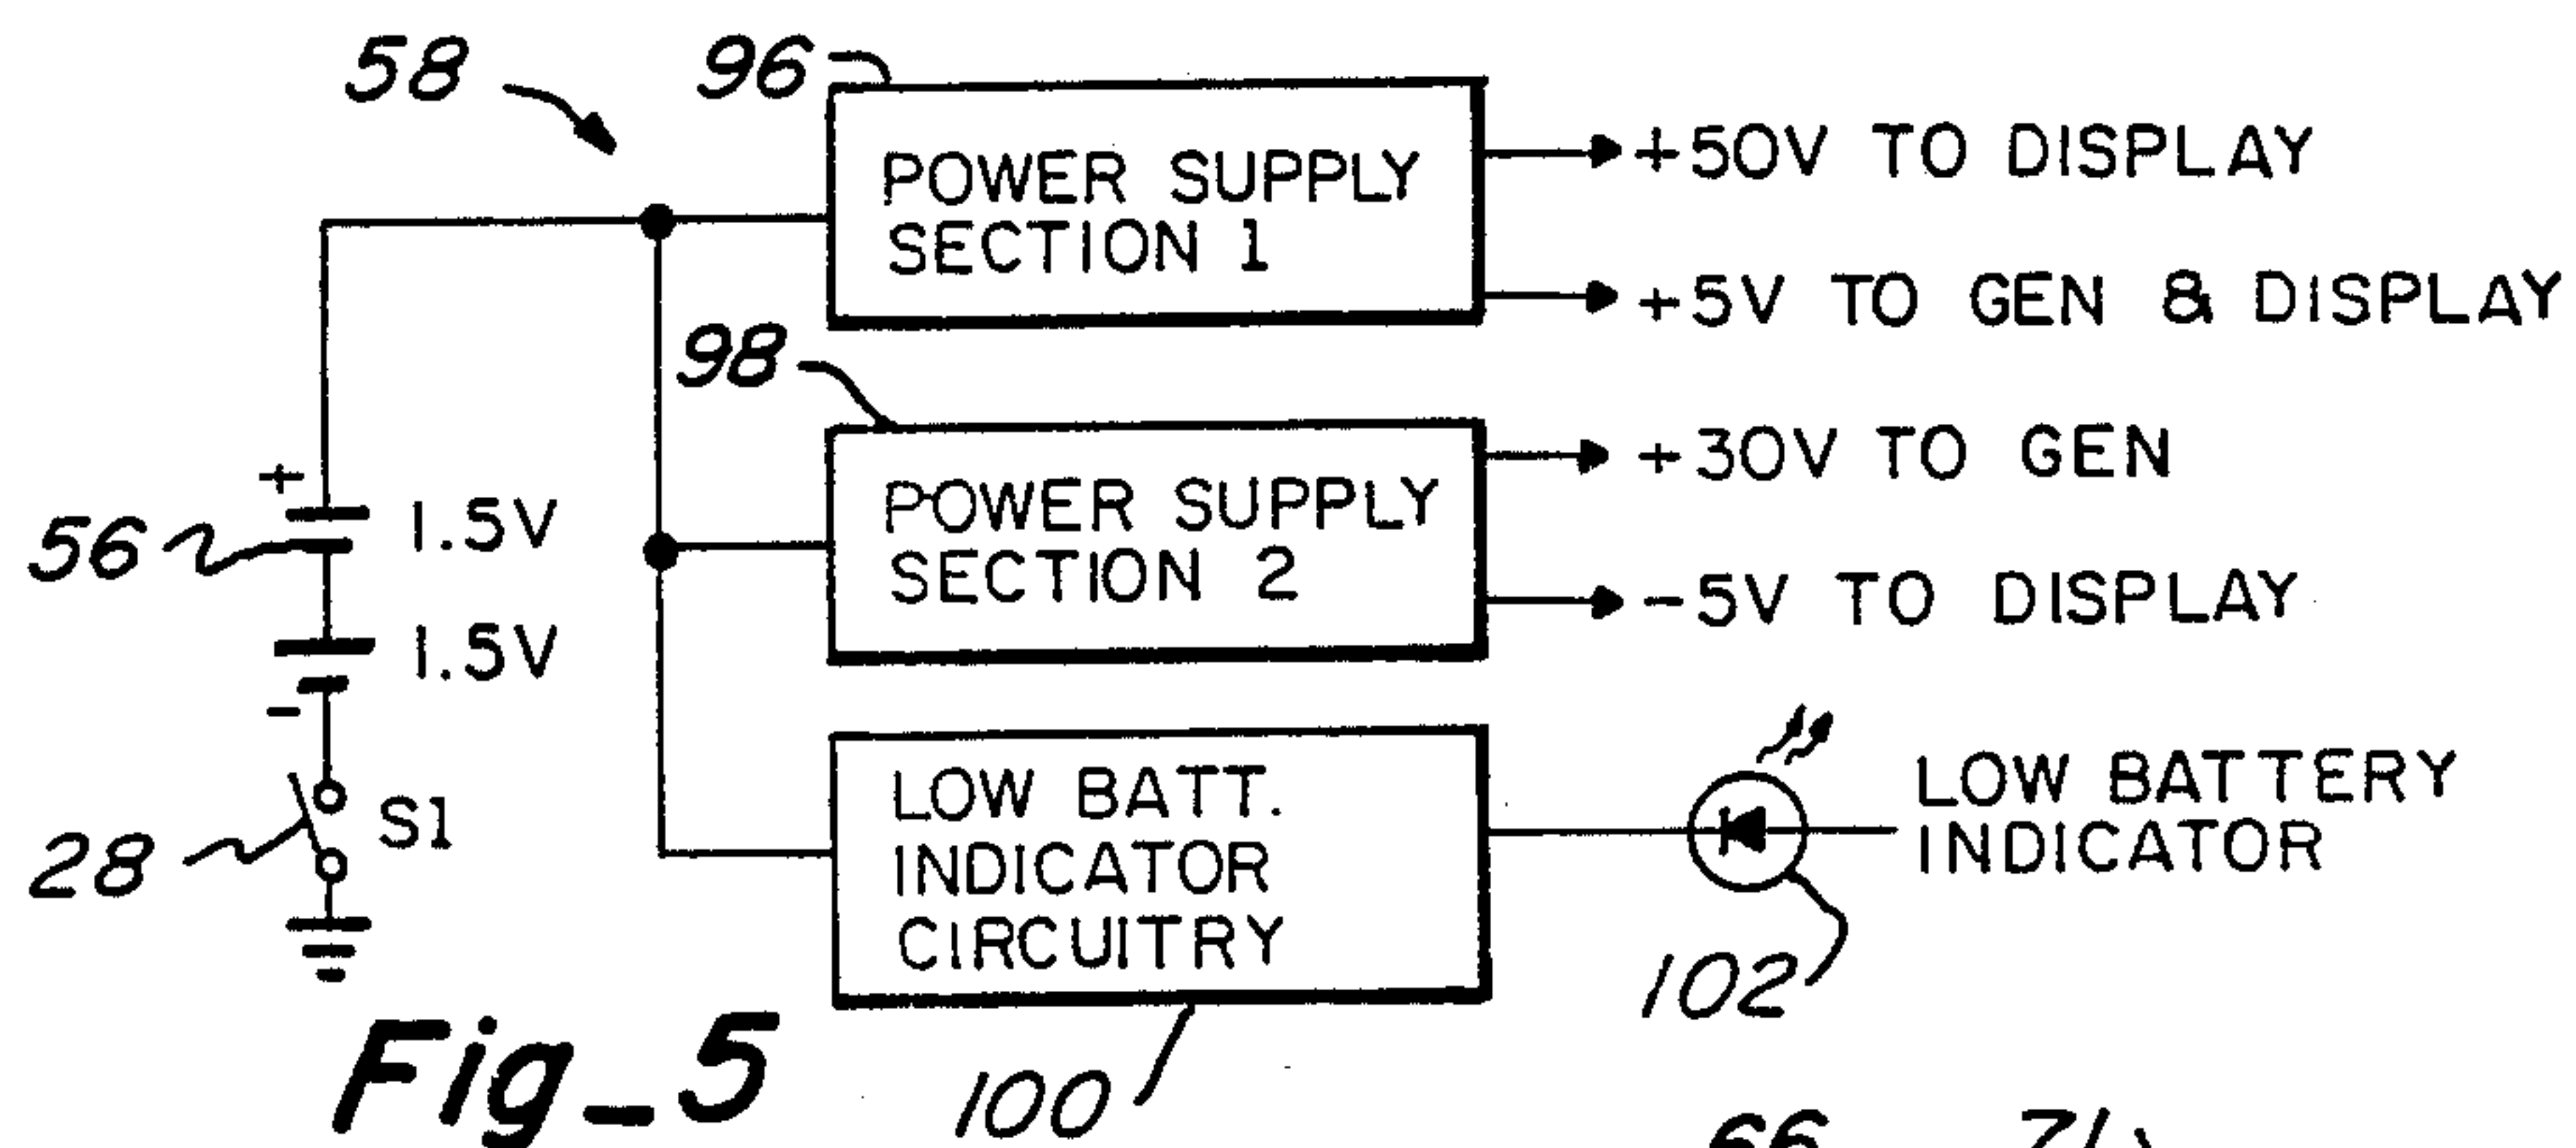 58
96
POWER SUPPLY
SECTION 1
+50V TO DISPLAY
+5V TO GEN & DISPLAY
98
POWER SUPPLY
SECTION 2
+30V TO GEN
-5V TO DISPLAY
+
56
1.5V
1.5V
-
28
S1
LOW BATT.
INDICATOR
CIRCUITRY
LOW BATTERY
INDICATOR
102
100
Fig_5
66